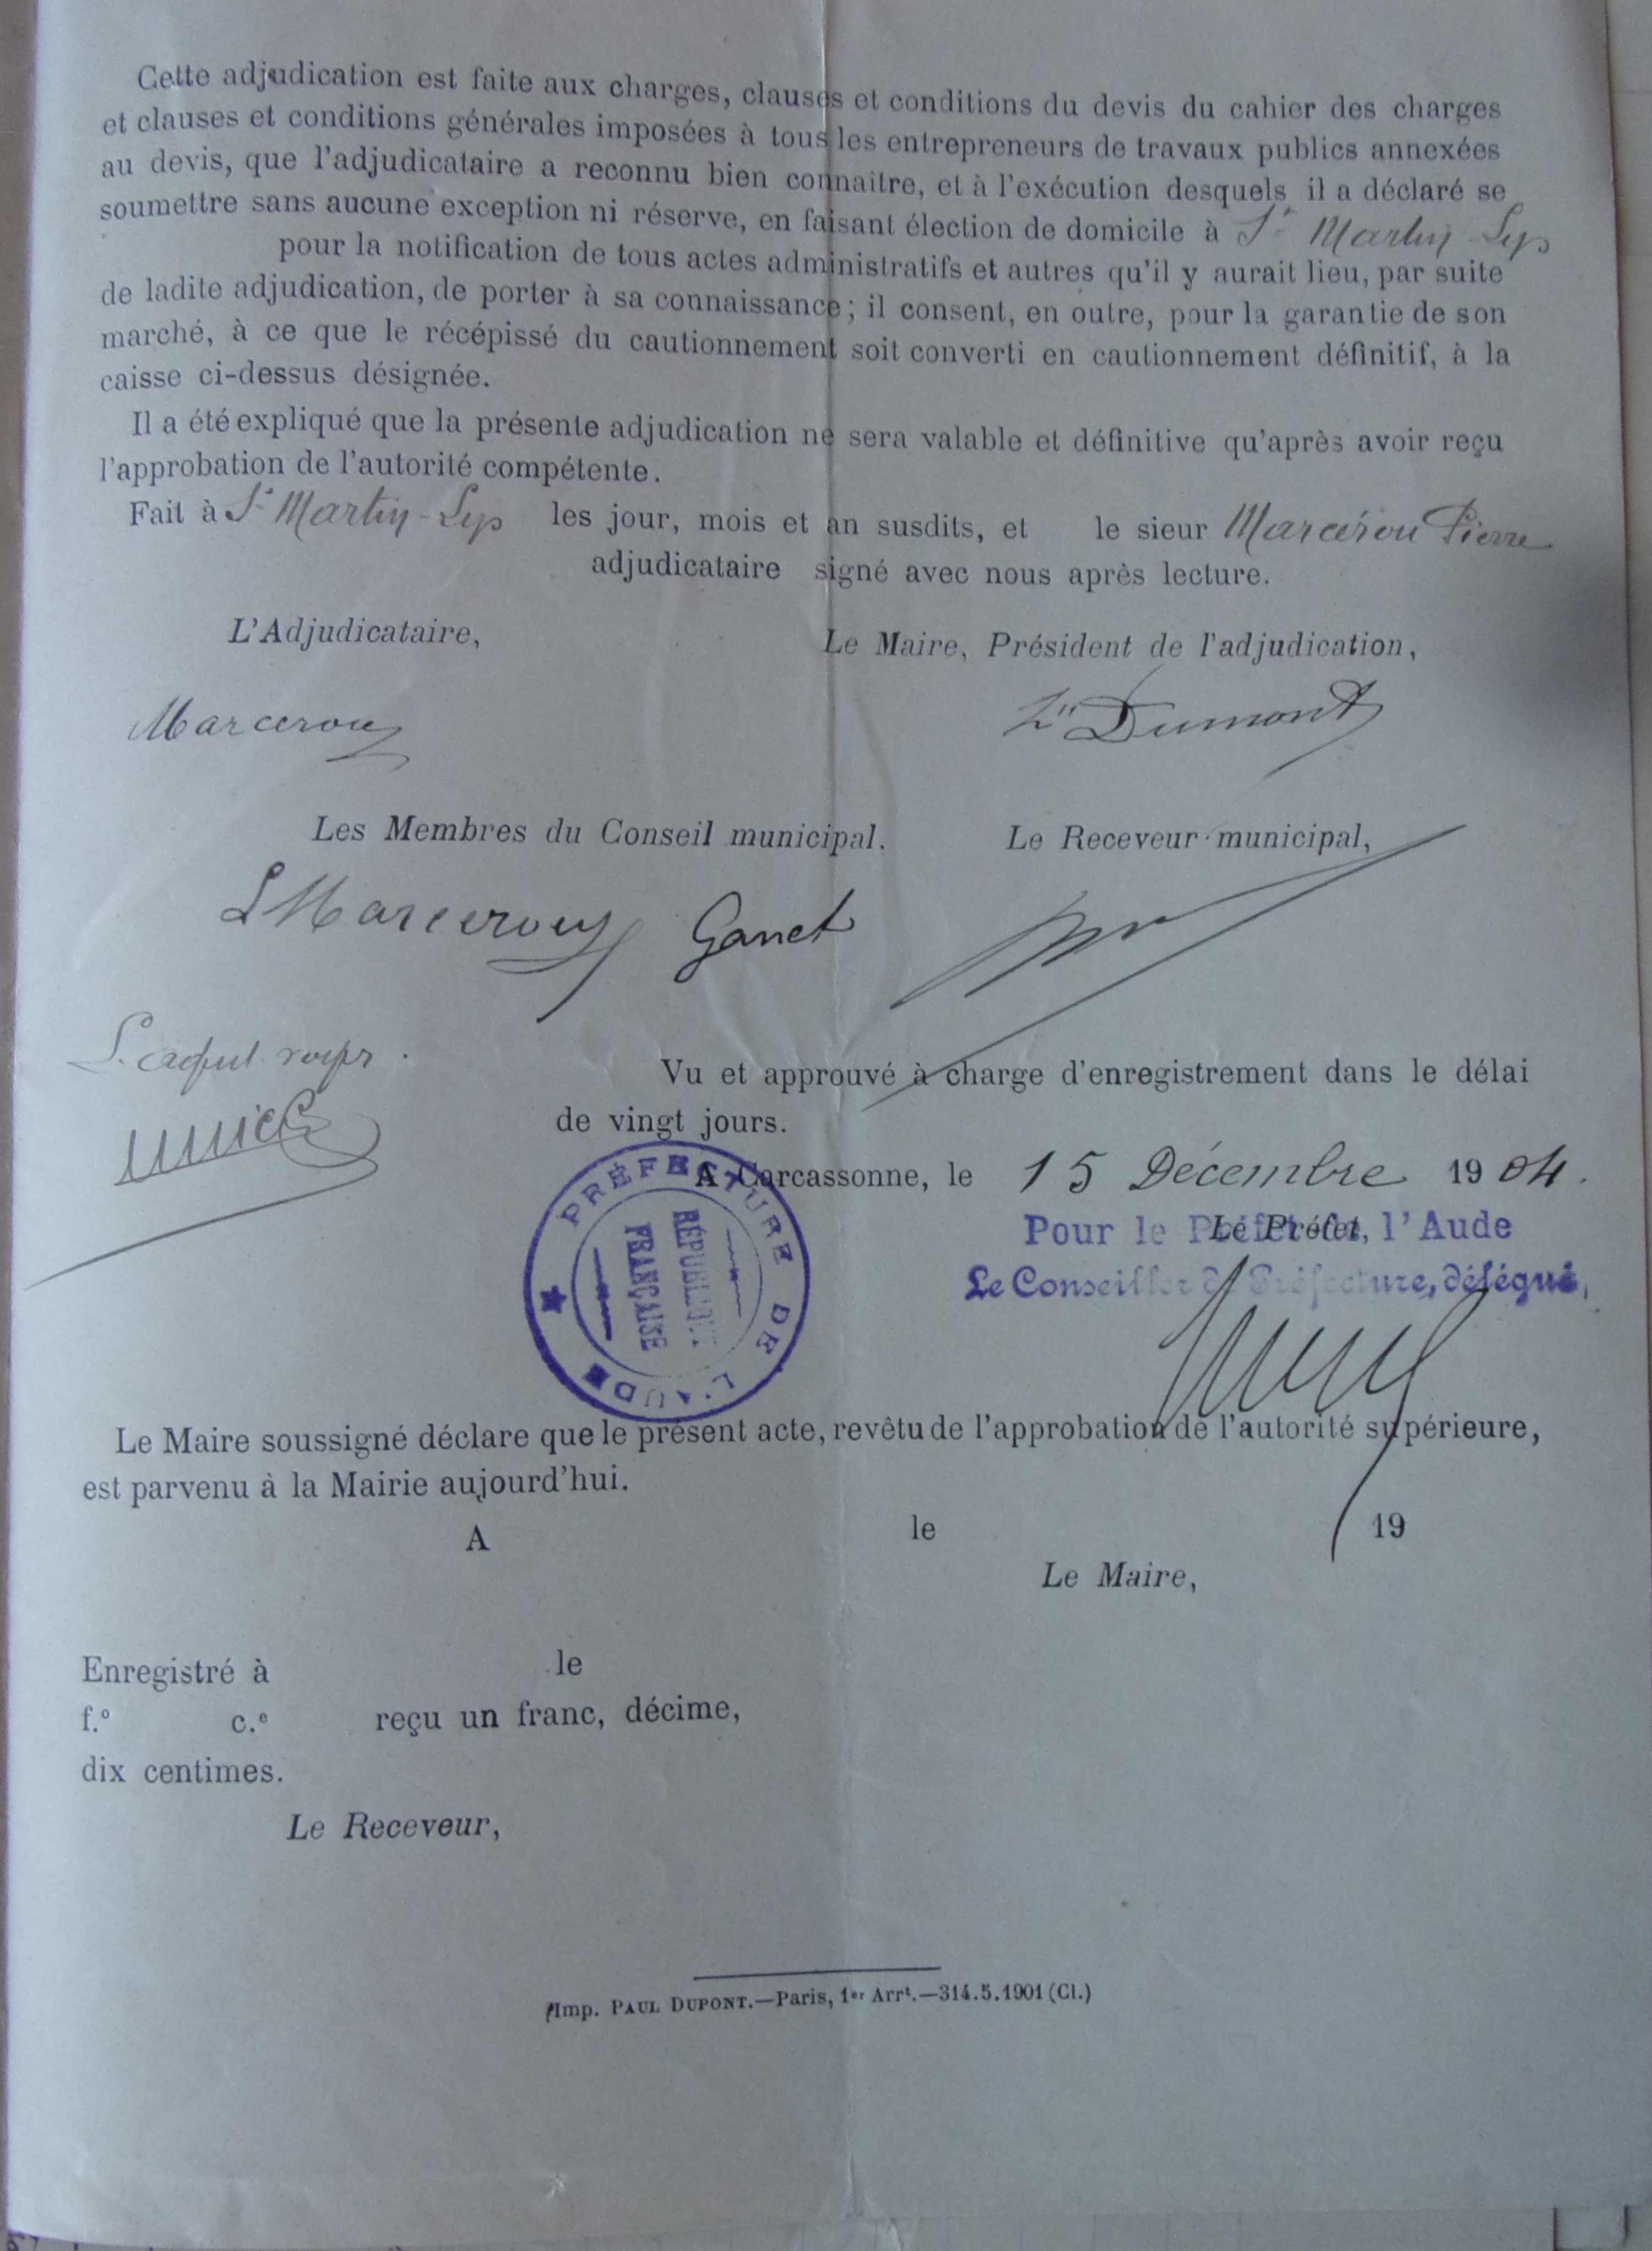 Cette adjudication est faite aux charges, clauses et conditions du devis du cahier des charges
et clauses et conditions générales imposées à tous les entrepreneurs de travaux publics annexées
au devis, que l'adjudicataire a reconnu bien connaître, et à l'exécution desquels il a déclaré se
soumettre sans aucune exception ni réserve, en faisant élection de domicile à St Martin-Lys
pour la notification de tous actes administratifs et autres qu'il y aurait lieu, par suite
de ladite adjudication, de porter à sa connaissance; il consent, en outre, pour la garantie de son
marché, à ce que le récépissé du cautionnement soit converti en cautionnement définitif, à la
caisse ci-dessus désignée.
Il a été expliqué que la présente adjudication ne sera valable et définitive qu'après avoir reçu
l'approbation de l'autorité compétente.
Fait à St Martin-Lys les jour, mois et an susdits, et le sieur Marcérou Pierre
adjudicataire signé avec nous après lecture.
L'Adjudicataire,
Le Maire, Président de l'adjudication,
Marcerou
Dumont
Les Membres du Conseil municipal.
Le Receveur municipal,
L Marcerou Ganet
Vu et approuvé à charge d'enregistrement dans le délai
de vingt jours.
A Carcassonne, le 15 Décembre 1904.
Le Préfet,
Pour le Préfet de l'Aude
Le Conseiller de Préfecture, délégué,
PRÉFECTURE DE L'AUDE
RÉPUBLIQUE
FRANÇAISE
Le Maire soussigné déclare que le présent acte, revêtu de l'approbation de l'autorité supérieure,
est parvenu à la Mairie aujourd'hui.
A le 19
Le Maire,
Enregistré à le
f.º c.e reçu un franc, décime,
dix centimes.
Le Receveur,
Imp. PAUL DUPONT.—Paris, 1er Arrt.—314.5.1901 (Cl.)